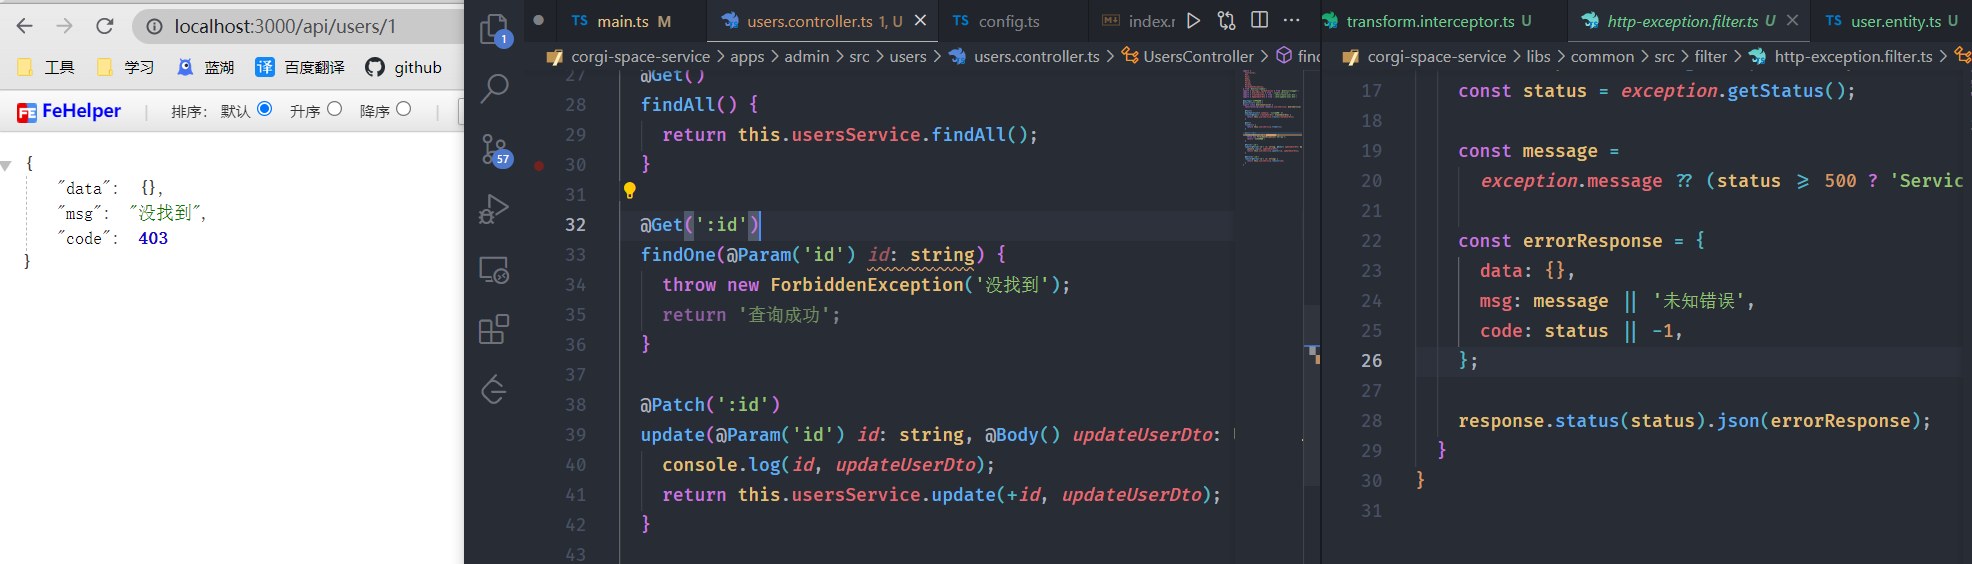 localhost:3000/api/users/1
工具 学习 蓝湖 译 百度翻译 github
FeHelper 排序: 默认 升序 降序
{
"data": {},
"msg": "没找到",
"code": 403
}
1
57
TS main.ts M users.controller.ts 1, U TS config.ts index.r
corgi-space-service > apps > admin > src > users > users.controller.ts > UsersController > fin
27 @Get()
28 findAll() {
29 return this.usersService.findAll();
30 }
31
32 @Get(':id')
33 findOne(@Param('id') id: string) {
34 throw new ForbiddenException('没找到');
35 return '查询成功';
36 }
37
38 @Patch(':id')
39 update(@Param('id') id: string, @Body() updateUserDto:
40 console.log(id, updateUserDto);
41 return this.usersService.update(+id, updateUserDto);
42 }
43
transform.interceptor.ts U http-exception.filter.ts U TS user.entity.ts U
corgi-space-service > libs > common > src > filter > http-exception.filter.ts >
17 const status = exception.getStatus();
18
19 const message =
20 exception.message ?? (status >= 500 ? 'Servic
21
22 const errorResponse = {
23 data: {},
24 msg: message || '未知错误',
25 code: status || -1,
26 };
27
28 response.status(status).json(errorResponse);
29 }
30 }
31